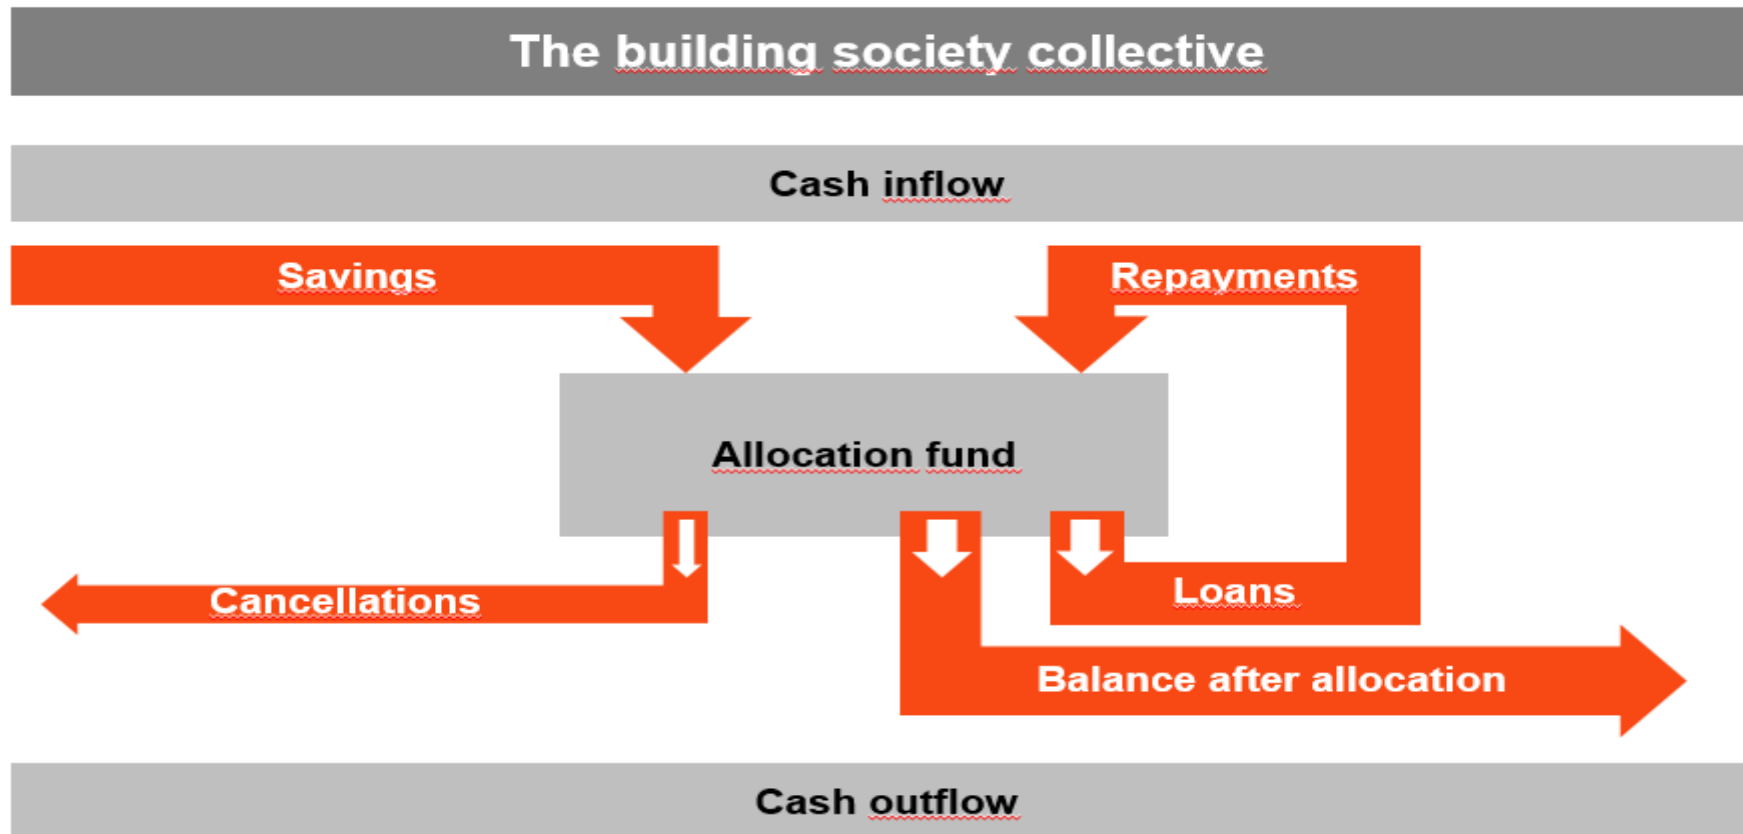 The building society collective
Cash inflow
Savings
Repayments
Allocation fund
Cancellations
Loans
Balance after allocation
Cash outflow